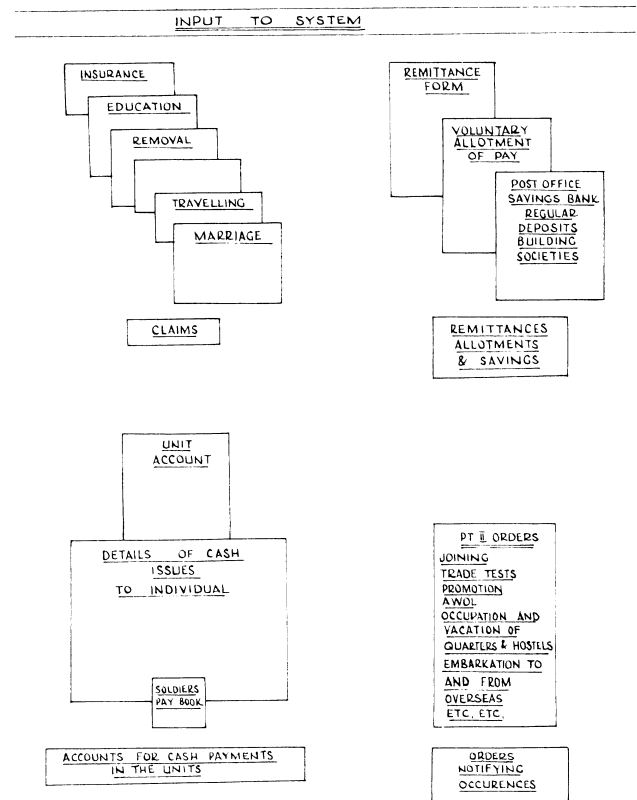 INPUT TO SYSTEM
INSURANCE
EDUCATION
REMOVAL
TRAVELLING
MARRIAGE
CLAIMS
REMITTANCE
FORM
VOLUNTARY
ALLOTMENT
OF PAY
POST OFFICE
SAVINGS BANK
REGULAR
DEPOSITS
BUILDING
SOCIETIES
REMITTANCES
ALLOTMENTS
& SAVINGS
UNIT
ACCOUNT
DETAILS OF CASH
ISSUES
TO INDIVIDUAL
SOLDIERS
PAY BOOK
ACCOUNTS FOR CASH PAYMENTS
IN THE UNITS
PT II ORDERS
JOINING
TRADE TESTS
PROMOTION
AWOL
OCCUPATION AND
VACATION OF
QUARTERS & HOSTELS
EMBARKATION TO
AND FROM
OVERSEAS
ETC. ETC.
ORDERS
NOTIFYING
OCCURENCES